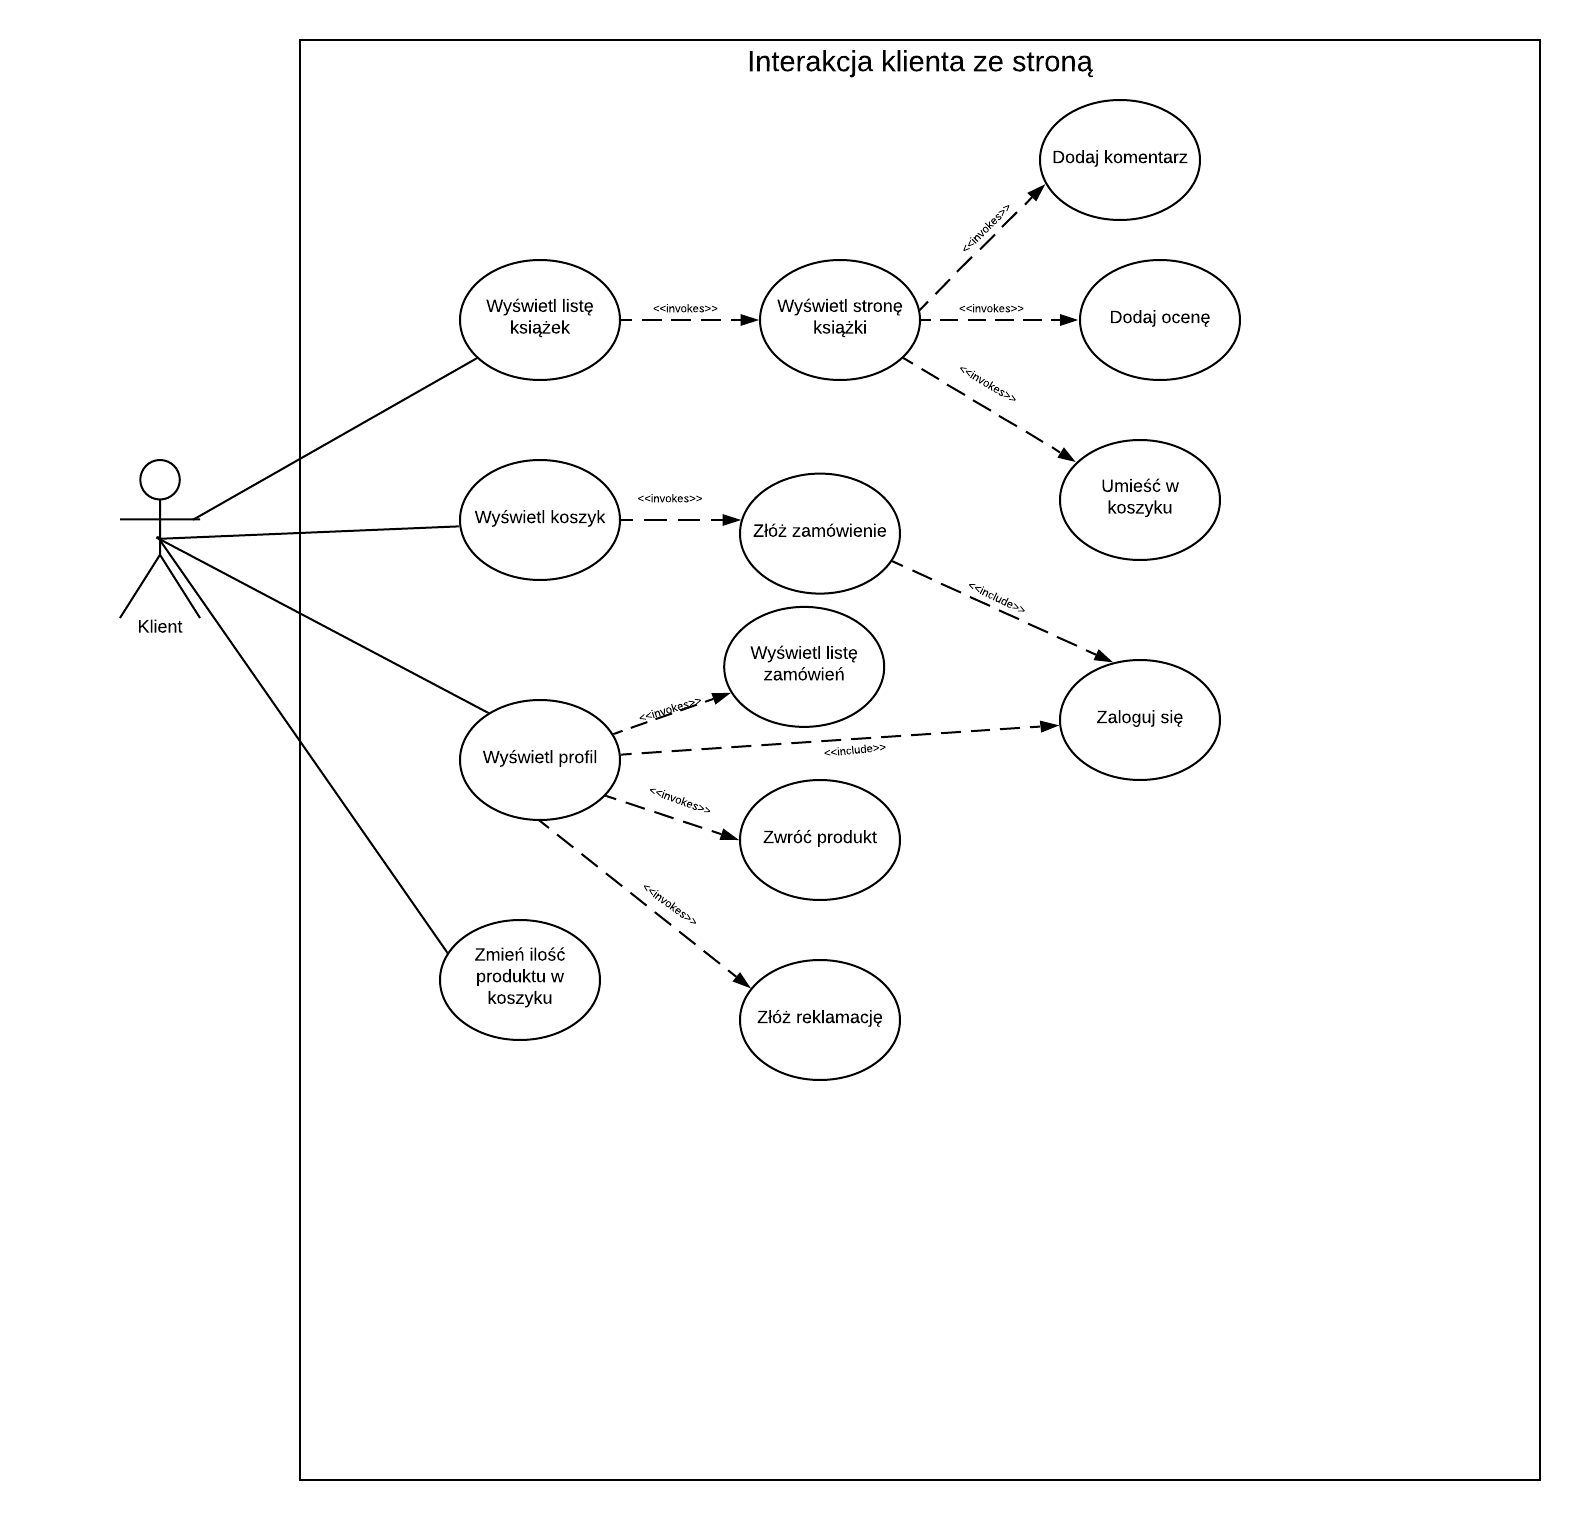 Interakcja klienta ze stroną
Dodaj komentarz
<<invokes>>
Wyświetl listę
książek
<<invokes>>
Wyświetl stronę
książki
<<invokes>>
Dodaj ocenę
<<invokes>>
Umieść w
koszyku
Wyświetl koszyk
<<invokes>>
Złóż zamówienie
<<include>>
Klient
Wyświetl listę
zamówień
<<invokes>>
Zaloguj się
Wyświetl profil
<<include>>
<<invokes>>
Zwróć produkt
<<invokes>>
Zmień ilość
produktu w
koszyku
Złóż reklamację